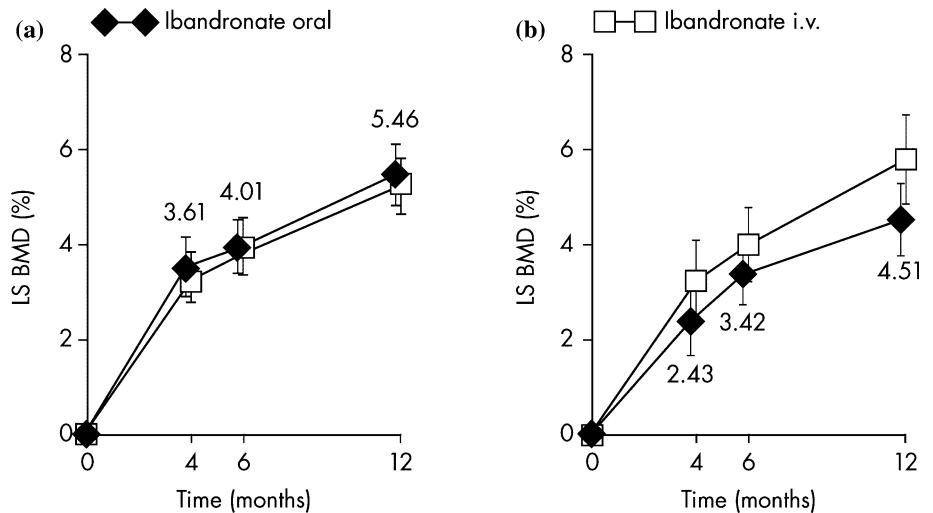 (a) Ibandronate oral
8
6
4
2
0
LS BMD (%)
3.61
4.01
5.46
0 4 6 12
Time (months)
(b) Ibandronate i.v.
8
6
4
2
0
LS BMD (%)
2.43
3.42
4.51
0 4 6 12
Time (months)